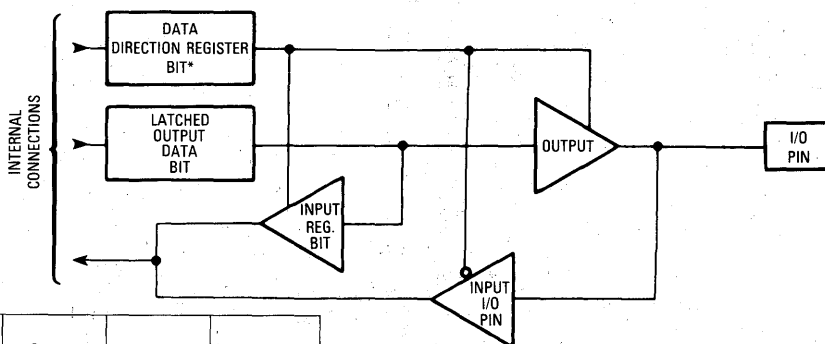 INTERNAL
CONNECTIONS
DATA
DIRECTION REGISTER
BIT*
LATCHED
OUTPUT
DATA
BIT
OUTPUT
I/O
PIN
INPUT
REG.
BIT
INPUT
I/O
PIN